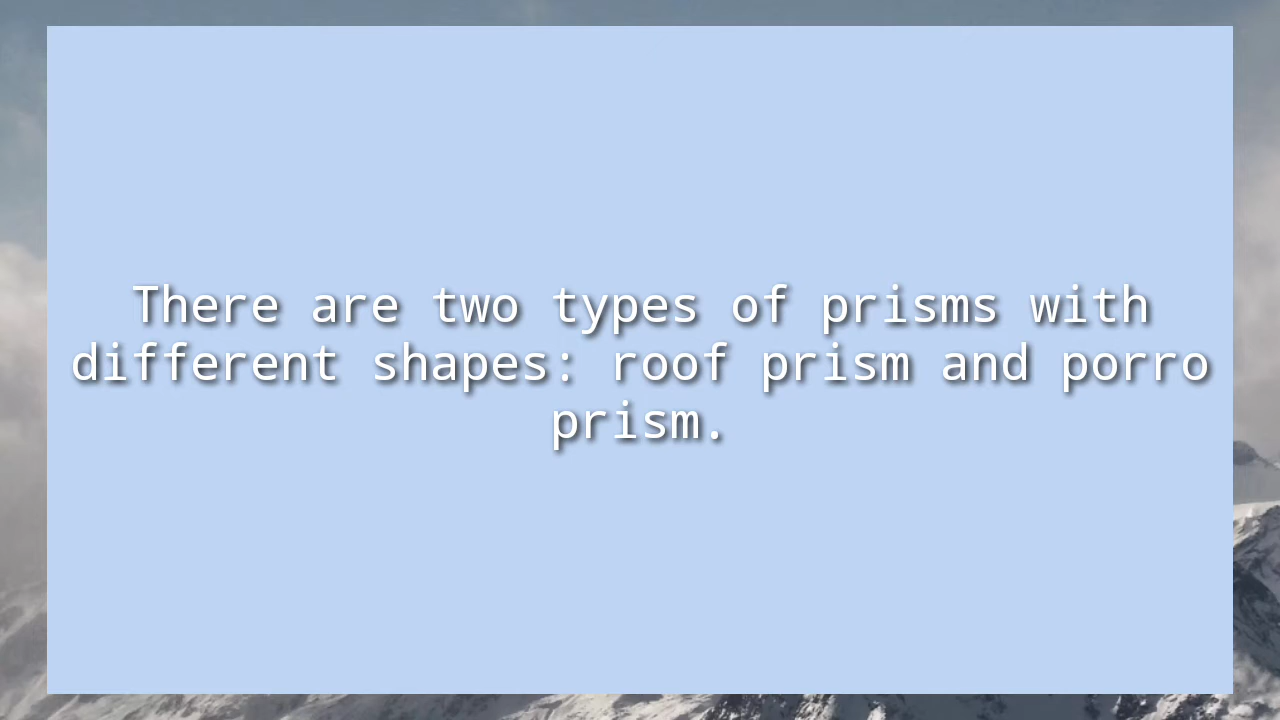 There are two types of prisms with
different shapes: roof prism and porro
prism.